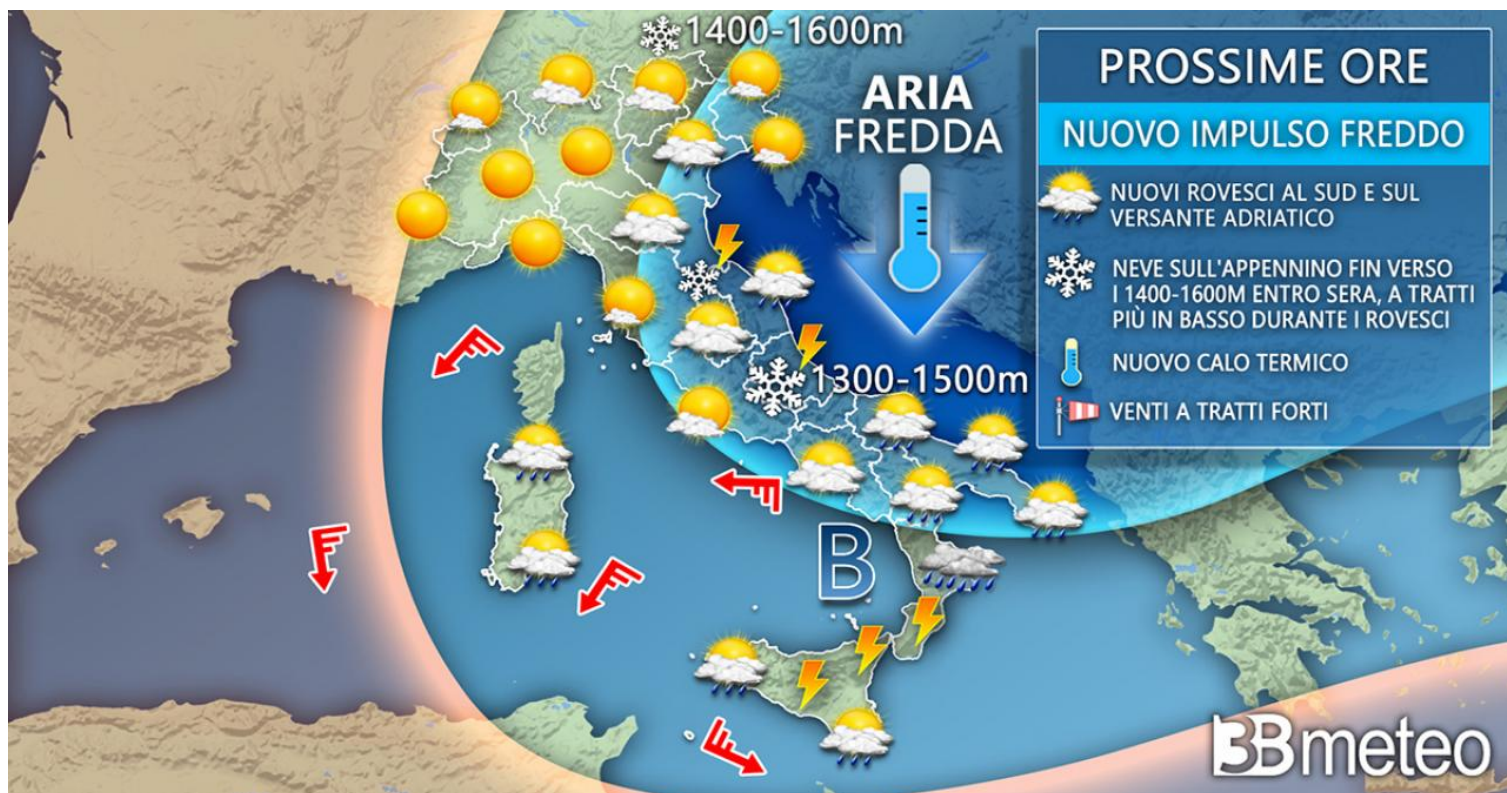 1400-1600m
ARIA
FREDDA
1300-1500m
B
PROSSIME ORE
NUOVO IMPULSO FREDDO
NUOVI ROVESCI AL SUD E SUL
VERSANTE ADRIATICO
NEVE SULL'APPENNINO FIN VERSO
I 1400-1600M ENTRO SERA, A TRATTI
PIÙ IN BASSO DURANTE I ROVESCI
NUOVO CALO TERMICO
VENTI A TRATTI FORTI
3Bmeteo